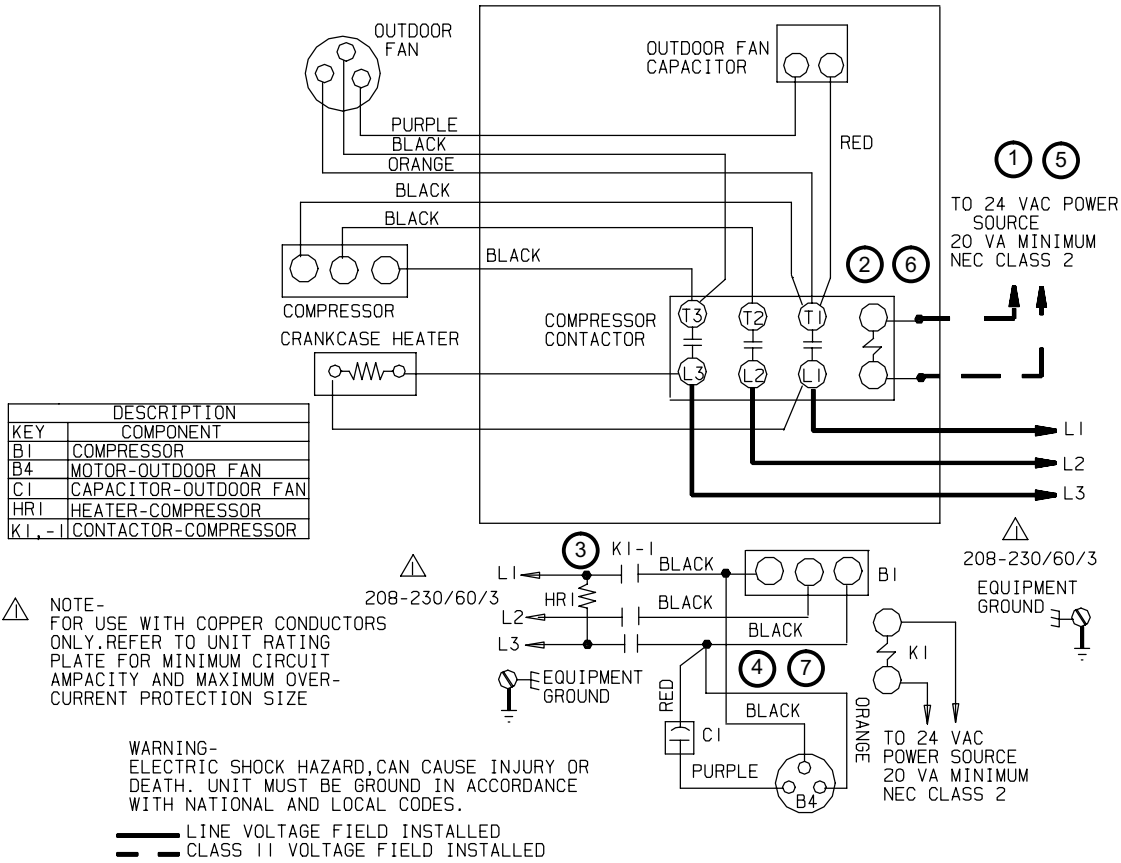 OUTDOOR
FAN
OUTDOOR FAN
CAPACITOR
PURPLE
BLACK
ORANGE
RED
BLACK
BLACK
BLACK
1 5
TO 24 VAC POWER
SOURCE
20 VA MINIMUM
NEC CLASS 2
2 6
COMPRESSOR
COMPRESSOR
CONTACTOR
T3 T2 T1
CRANKCASE HEATER
L3 L2 L1
L1
L2
L3
DESCRIPTION
KEY COMPONENT
B1 COMPRESSOR
B4 MOTOR-OUTDOOR FAN
C1 CAPACITOR-OUTDOOR FAN
HR1 HEATER-COMPRESSOR
K1,-1 CONTACTOR-COMPRESSOR
! 208-230/60/3
EQUIPMENT
GROUND
! 208-230/60/3
3 K1-1
L1 BLACK B1
HR1
L2 BLACK
L3 BLACK
EQUIPMENT
GROUND
4 7
K1
RED
BLACK
ORANGE
C1
PURPLE
B4
TO 24 VAC
POWER SOURCE
20 VA MINIMUM
NEC CLASS 2
! NOTE-
FOR USE WITH COPPER CONDUCTORS
ONLY.REFER TO UNIT RATING
PLATE FOR MINIMUM CIRCUIT
AMPACITY AND MAXIMUM OVER-
CURRENT PROTECTION SIZE
WARNING-
ELECTRIC SHOCK HAZARD,CAN CAUSE INJURY OR
DEATH. UNIT MUST BE GROUND IN ACCORDANCE
WITH NATIONAL AND LOCAL CODES.
LINE VOLTAGE FIELD INSTALLED
CLASS II VOLTAGE FIELD INSTALLED